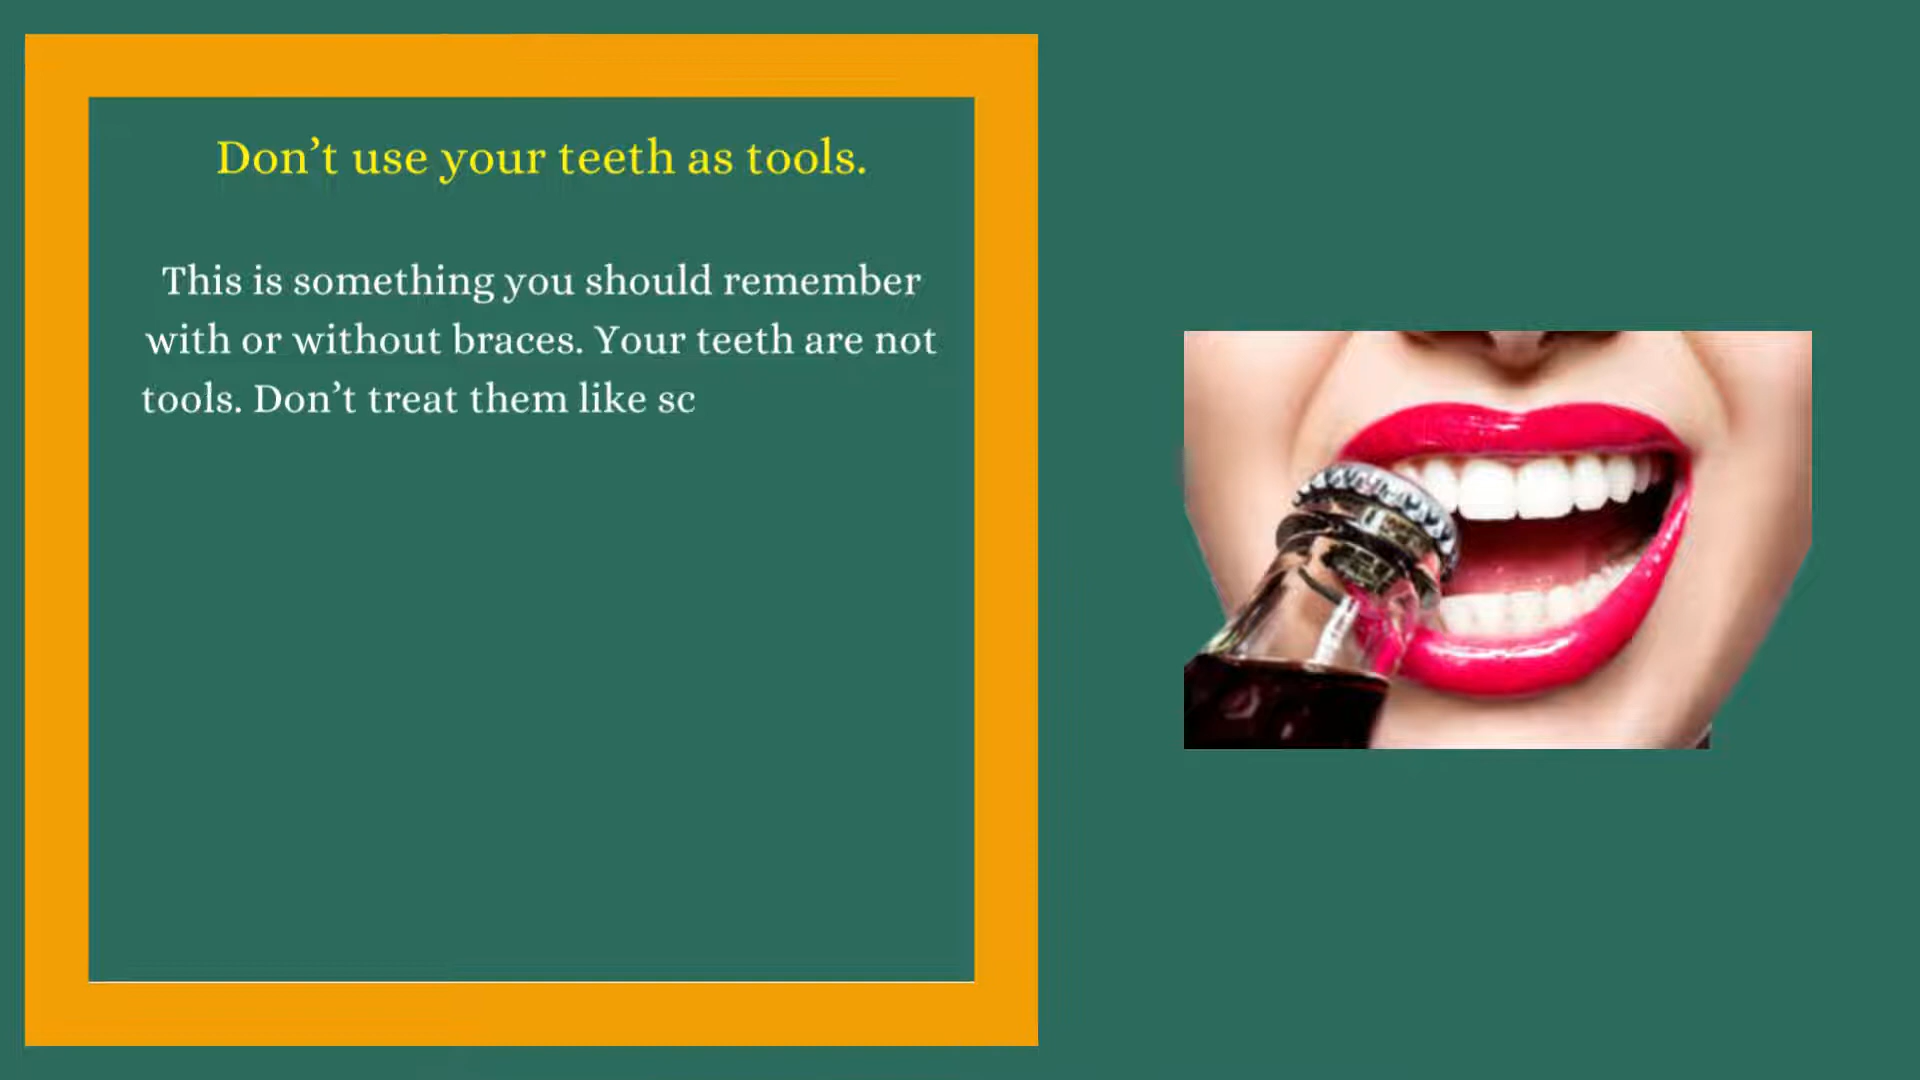 Don’t use your teeth as tools.
This is something you should remember
with or without braces. Your teeth are not
tools. Don’t treat them like sc